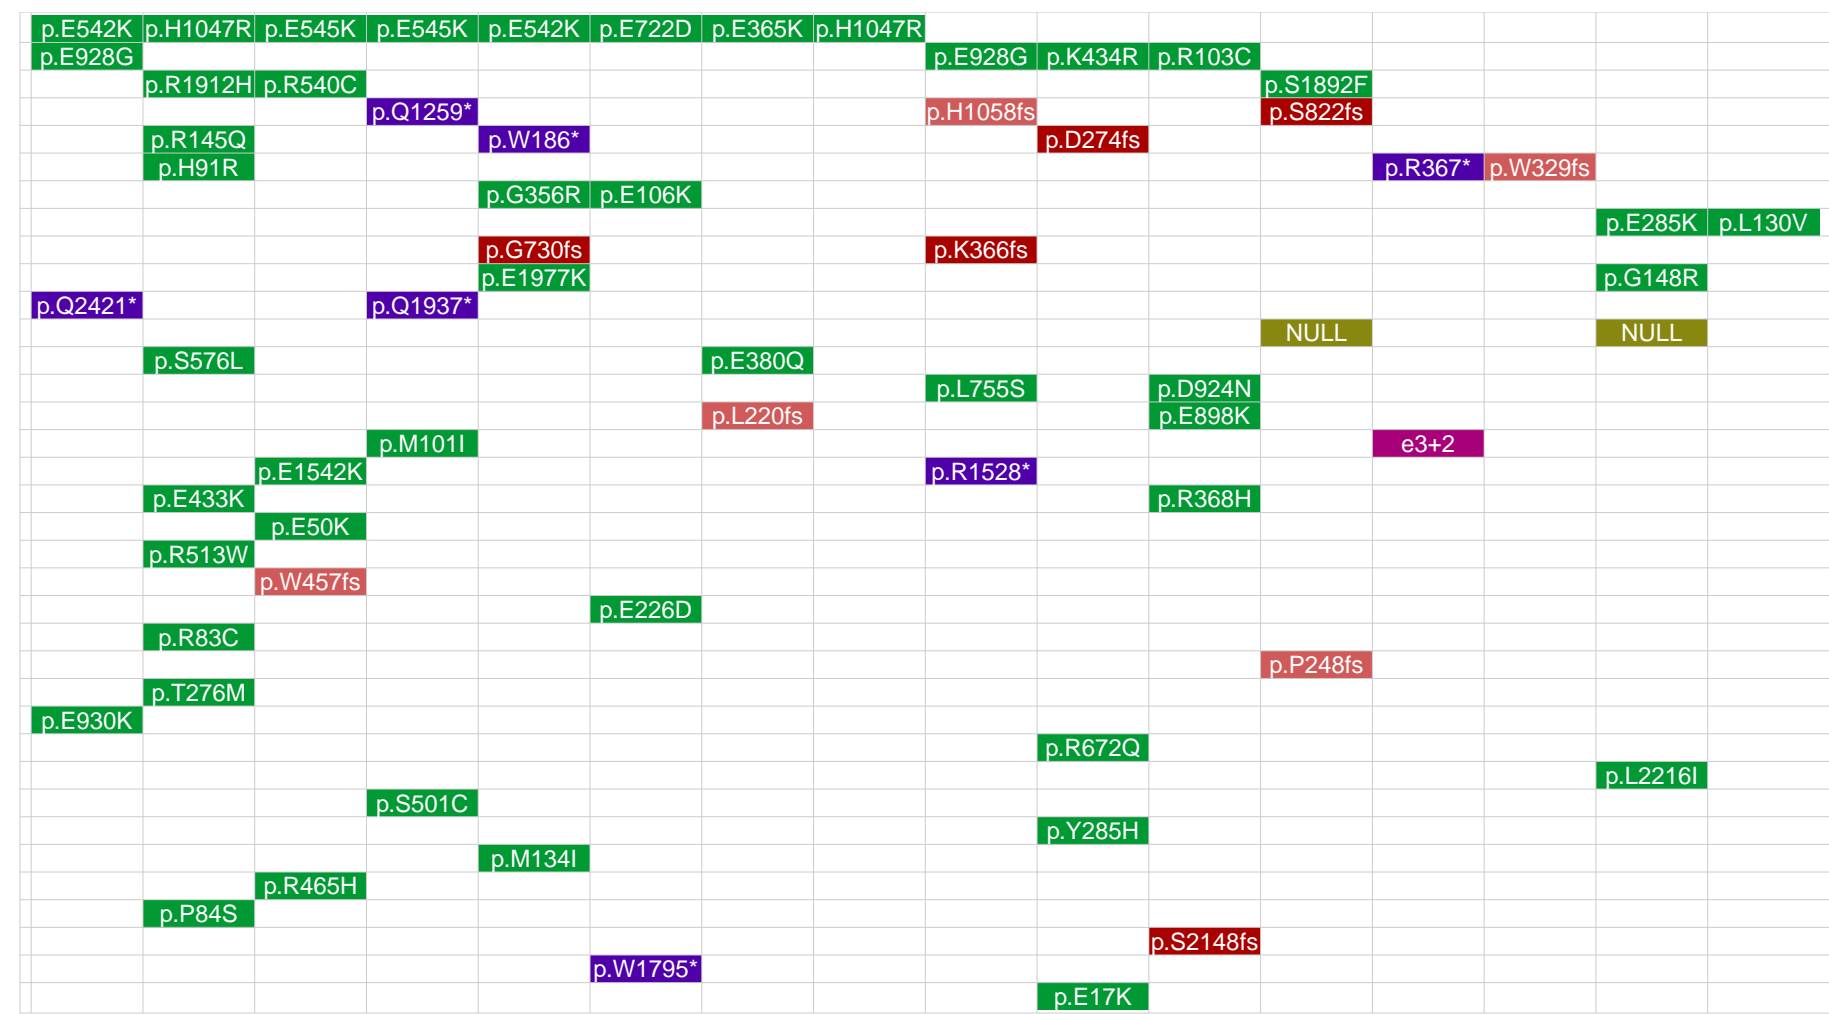 p.E542K p.H1047R p.E545K p.E545K p.E542K p.E722D p.E365K p.H1047R
p.E928G p.E928G p.K434R p.R103C
p.R1912H p.R540C p.S1892F
p.Q1259* p.H1058fs p.S822fs
p.R145Q p.W186* p.D274fs
p.H91R p.R367* p.W329fs
p.G356R p.E106K
p.E285K p.L130V
p.G730fs p.K366fs
p.E1977K p.G148R
p.Q2421* p.Q1937*
NULL NULL
p.S576L p.E380Q
p.L755S p.D924N
p.L220fs p.E898K
p.M101I e3+2
p.E1542K p.R1528*
p.E433K p.R368H
p.E50K
p.R513W
p.W457fs
p.E226D
p.R83C
p.P248fs
p.T276M
p.E930K
p.R672Q
p.L2216I
p.S501C
p.Y285H
p.M134I
p.R465H
p.P84S
p.S2148fs
p.W1795*
p.E17K